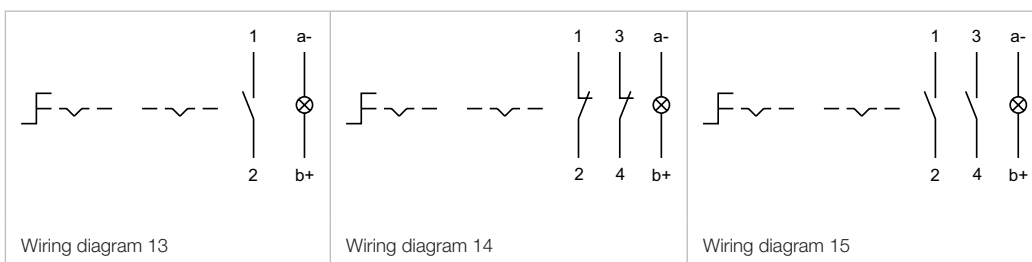 1 a-
2 b+
Wiring diagram 13
1 3 a-
2 4 b+
Wiring diagram 14
1 3 a-
2 4 b+
Wiring diagram 15